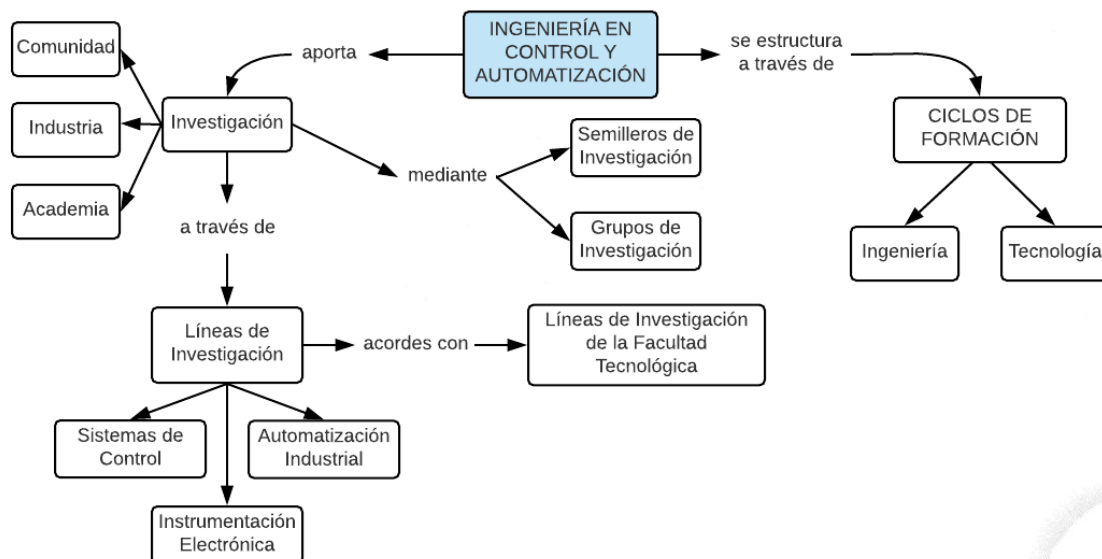 INGENIERÍA EN
CONTROL Y
AUTOMATIZACIÓN
aporta
se estructura
a través de
Comunidad
Industria
Academia
Investigación
mediante
Semilleros de
Investigación
Grupos de
Investigación
CICLOS DE
FORMACIÓN
Ingeniería
Tecnología
a través de
Líneas de
Investigación
acordes con
Líneas de Investigación
de la Facultad
Tecnológica
Sistemas de
Control
Automatización
Industrial
Instrumentación
Electrónica